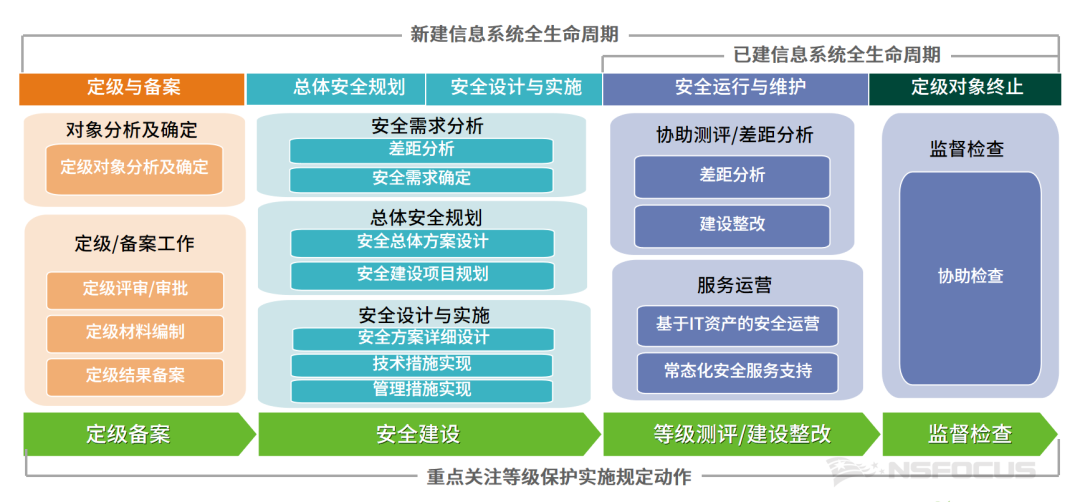 新建信息系统全生命周期
已建信息系统全生命周期
定级与备案
总体安全规划
安全设计与实施
安全运行与维护
定级对象终止
对象分析及确定
定级对象分析及确定
定级/备案工作
定级评审/审批
定级材料编制
定级结果备案
安全需求分析
差距分析
安全需求确定
总体安全规划
安全总体方案设计
安全建设项目规划
安全设计与实施
安全方案详细设计
技术措施实现
管理措施实现
协助测评/差距分析
差距分析
建设整改
服务运营
基于IT资产的安全运营
常态化安全服务支持
监督检查
协助检查
定级备案
安全建设
等级测评/建设整改
监督检查
重点关注等级保护实施规定动作
NSFOCUS